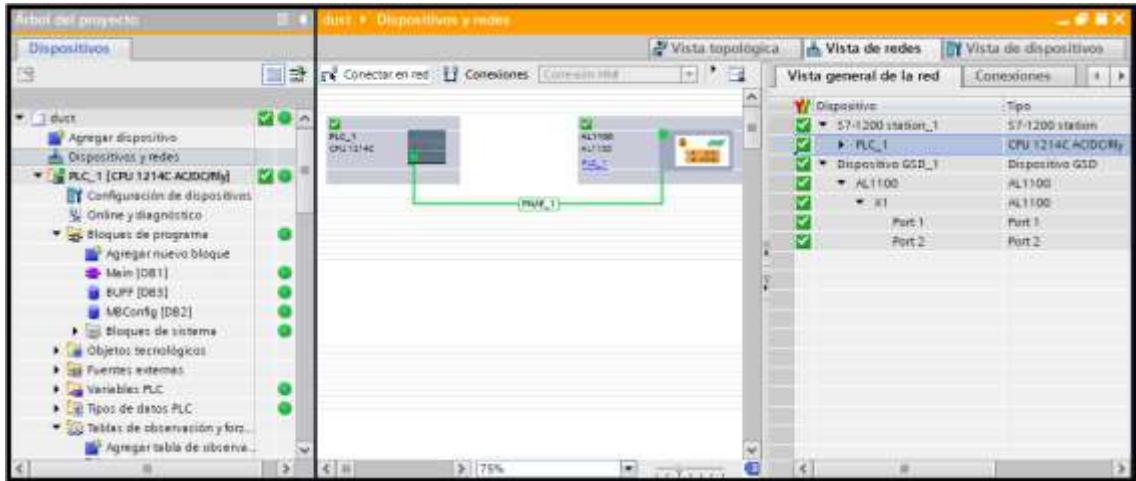 Árbol del proyecto
duct ▸ Dispositivos y redes
Dispositivos
Vista topológica
Vista de redes
Vista de dispositivos
Conectar en red
Conexiones
Conexión HMI
Vista general de la red
Conexiones
Dispositivo
Tipo
duct
Agregar dispositivo
Dispositivos y redes
PLC_1 [CPU 1214C AC/DC/Rly]
Configuración de dispositivos
Online y diagnóstico
Bloques de programa
Agregar nuevo bloque
Main [OB1]
BUFF [DB3]
MBConfig [DB2]
Bloques de sistema
Objetos tecnológicos
Fuentes externas
Variables PLC
Tipos de datos PLC
Tablas de observación y forz...
Agregar tabla de observa...
PLC_1
CPU 1214C
AL1100
AL1100
PLC_1
PN/IE_1
75%
S7-1200 station_1
S7-1200 station
PLC_1
CPU 1214C AC/DC/Rly
Dispositivo GSD_1
Dispositivo GSD
AL1100
AL1100
X1
AL1100
Port 1
Port 1
Port 2
Port 2